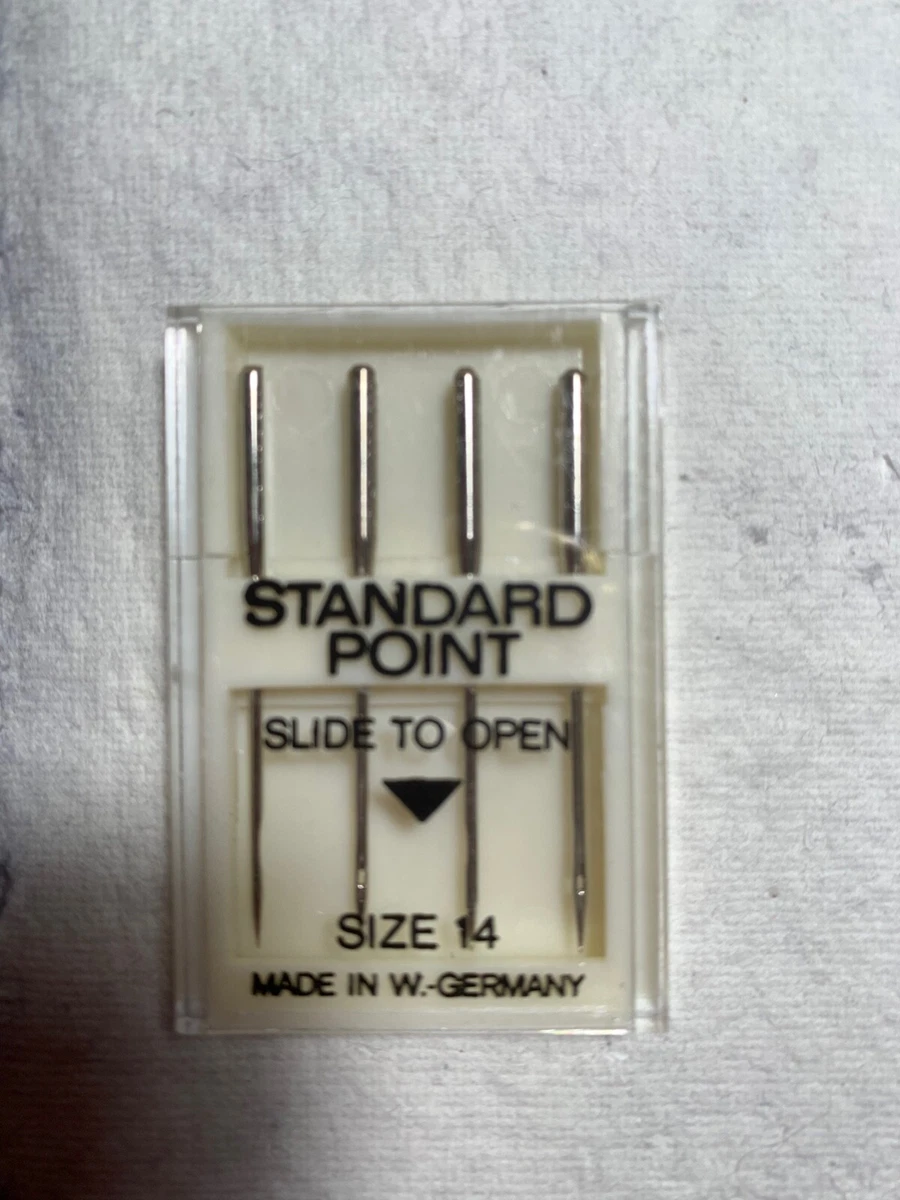 STANDARD
POINT
SLIDE TO OPEN
SIZE 14
MADE IN W.-GERMANY